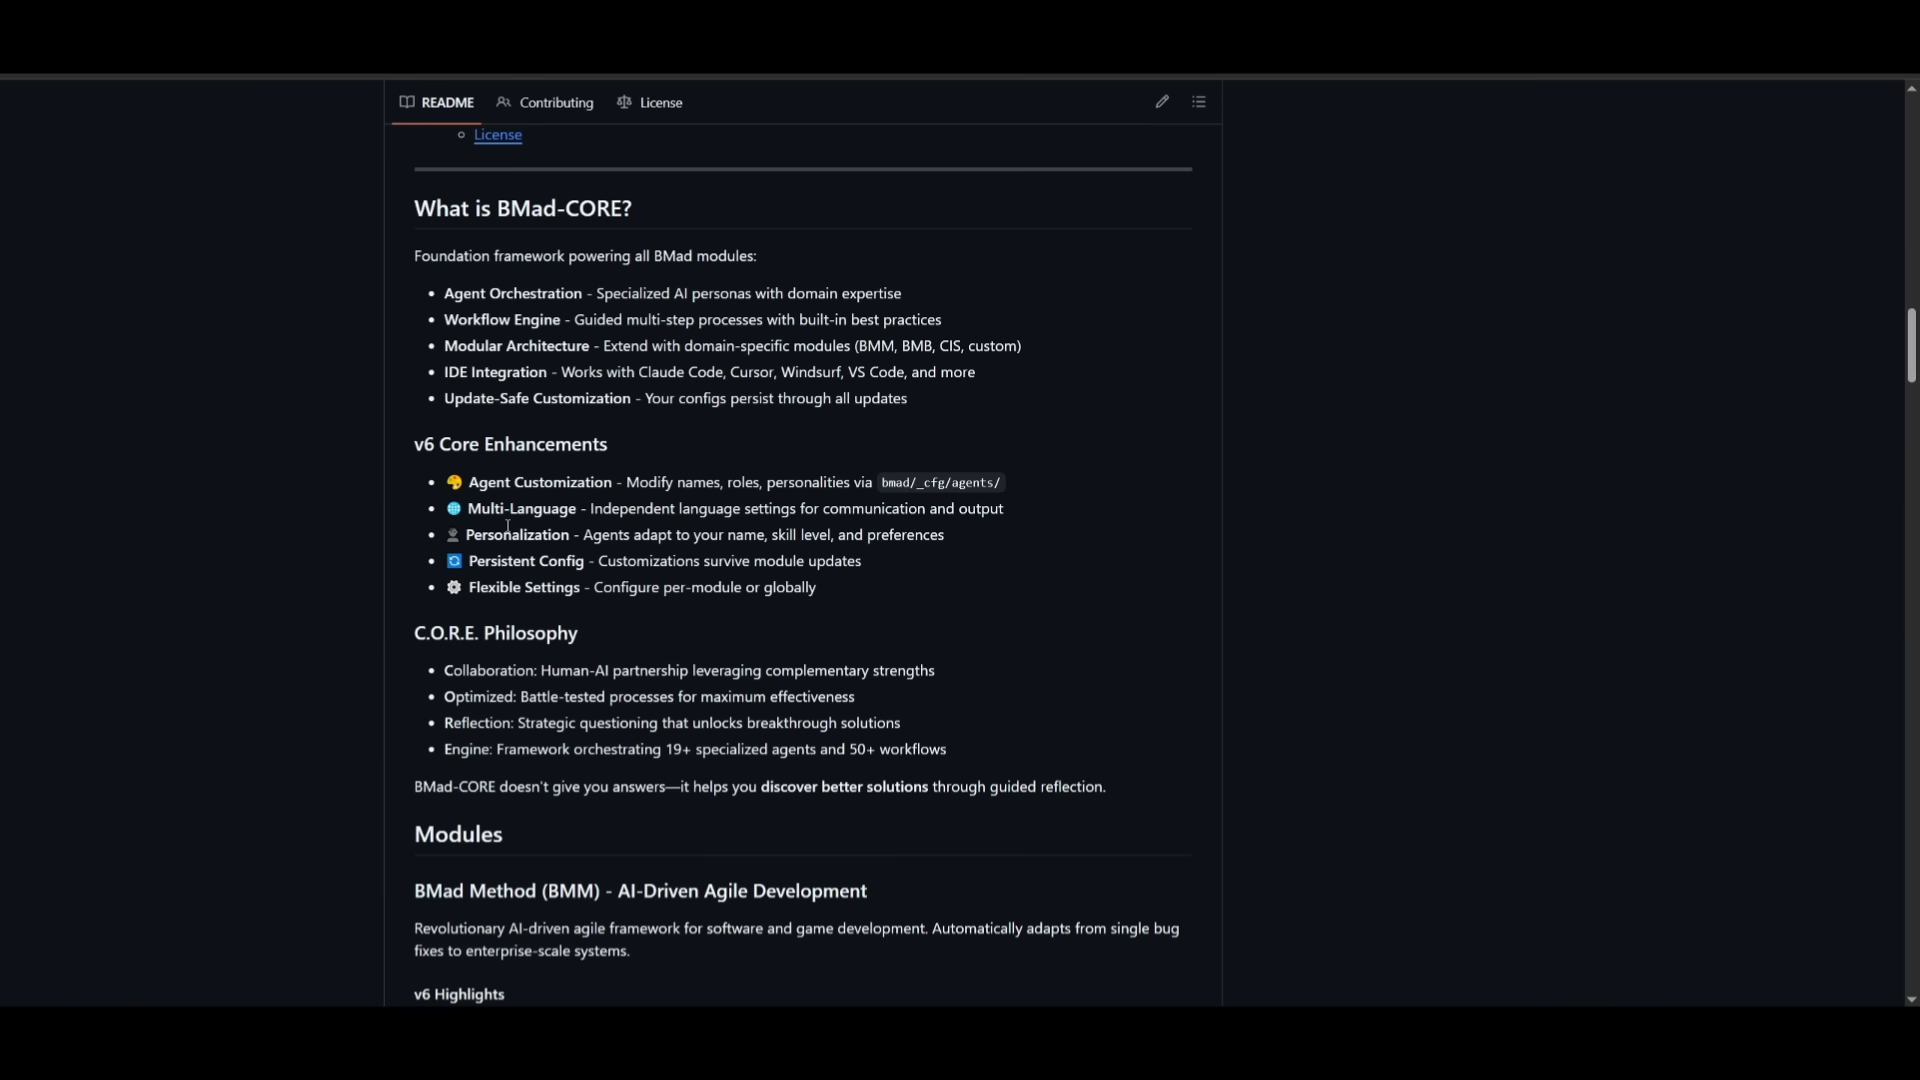 README Contributing License
License
What is BMad-CORE?
Foundation framework powering all BMad modules:
Agent Orchestration - Specialized AI personas with domain expertise
Workflow Engine - Guided multi-step processes with built-in best practices
Modular Architecture - Extend with domain-specific modules (BMM, BMB, CIS, custom)
IDE Integration - Works with Claude Code, Cursor, Windsurf, VS Code, and more
Update-Safe Customization - Your configs persist through all updates
v6 Core Enhancements
Agent Customization - Modify names, roles, personalities via bmad/_cfg/agents/
Multi-Language - Independent language settings for communication and output
Personalization - Agents adapt to your name, skill level, and preferences
Persistent Config - Customizations survive module updates
Flexible Settings - Configure per-module or globally
C.O.R.E. Philosophy
Collaboration: Human-AI partnership leveraging complementary strengths
Optimized: Battle-tested processes for maximum effectiveness
Reflection: Strategic questioning that unlocks breakthrough solutions
Engine: Framework orchestrating 19+ specialized agents and 50+ workflows
BMad-CORE doesn't give you answers—it helps you discover better solutions through guided reflection.
Modules
BMad Method (BMM) - AI-Driven Agile Development
Revolutionary AI-driven agile framework for software and game development. Automatically adapts from single bug
fixes to enterprise-scale systems.
v6 Highlights